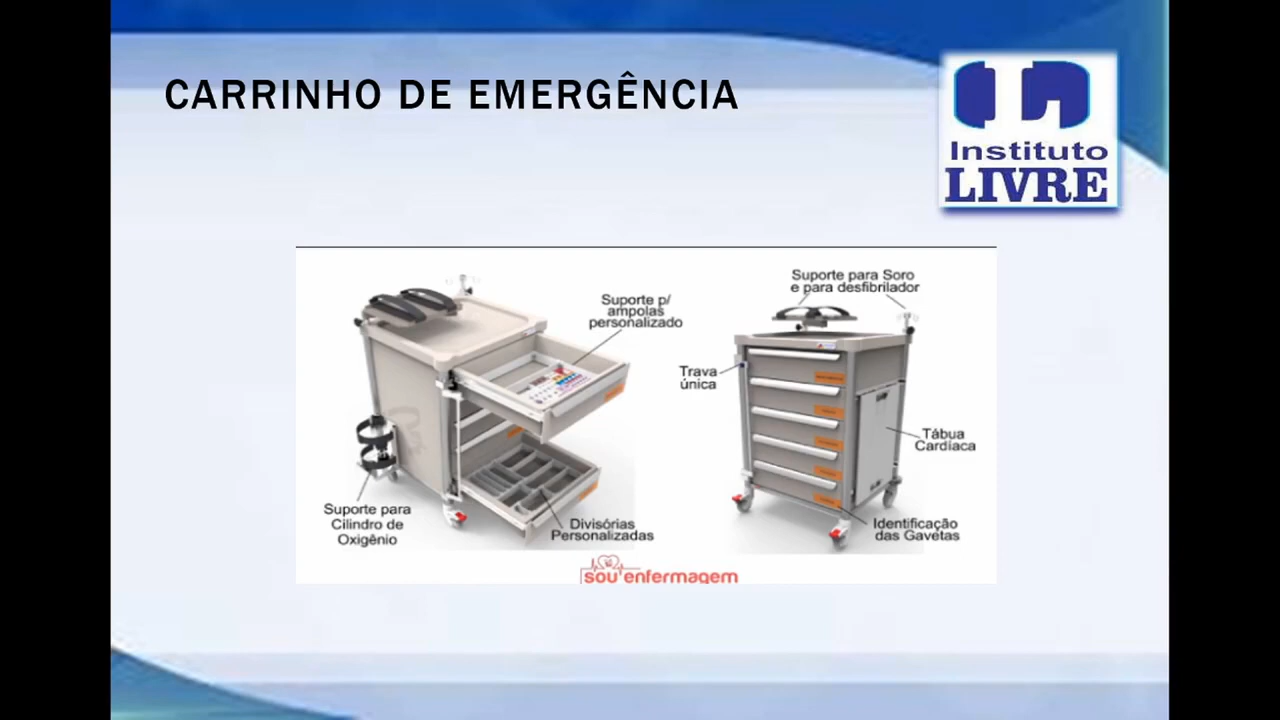 CARRINHO DE EMERGÊNCIA
Instituto
LIVRE
Suporte p/
ampolas
personalizado
Suporte para
Cilindro de
Oxigênio
Divisórias
Personalizadas
Suporte para Soro
e para desfibrilador
Trava
única
Tábua
Cardíaca
Identificação
das Gavetas
sou enfermagem